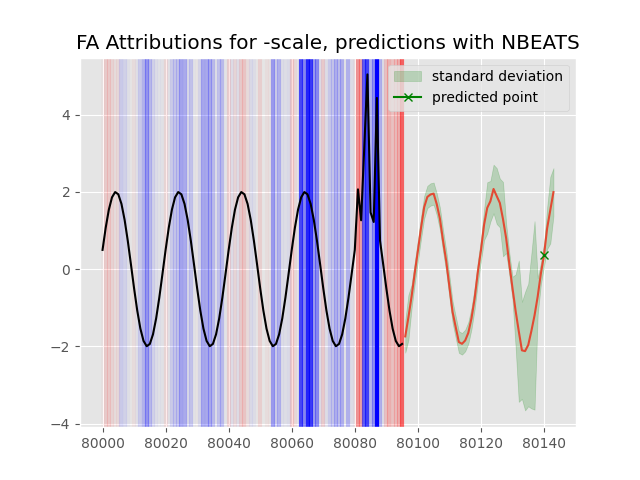 FA Attributions for -scale, predictions with NBEATS
standard deviation
predicted point
4
2
0
−2
−4
80000 80020 80040 80060 80080 80100 80120 80140